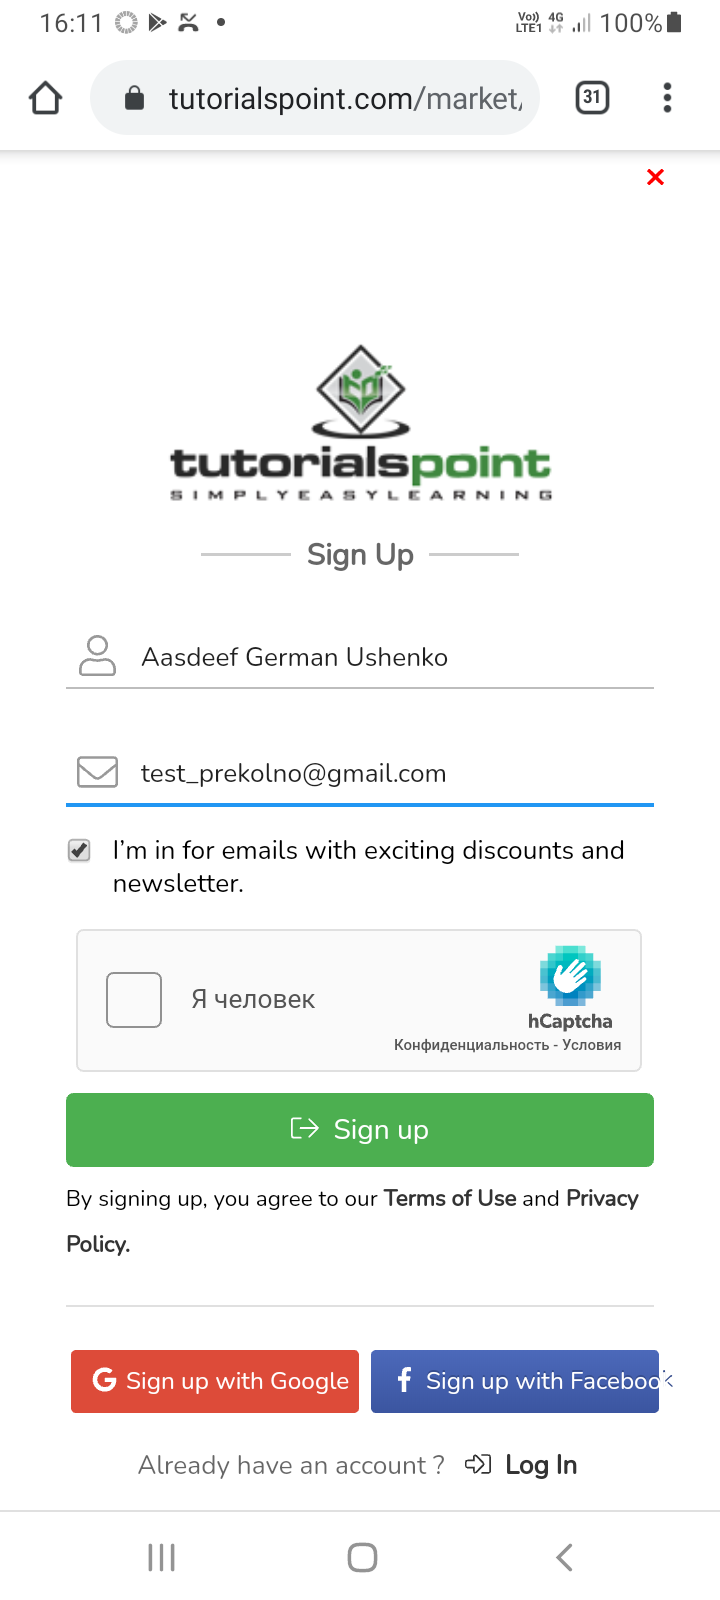 16:11 Vo)) LTE1 4G 100%
tutorialspoint.com/market/ 31
tutorialspoint
SIMPLYEASYLEARNING
Sign Up
Aasdeef German Ushenko
test_prekolno@gmail.com
I'm in for emails with exciting discounts and
newsletter.
Я человек
hCaptcha
Конфиденциальность - Условия
Sign up
By signing up, you agree to our Terms of Use and Privacy
Policy.
G Sign up with Google f Sign up with Facebook
Already have an account ? Log In